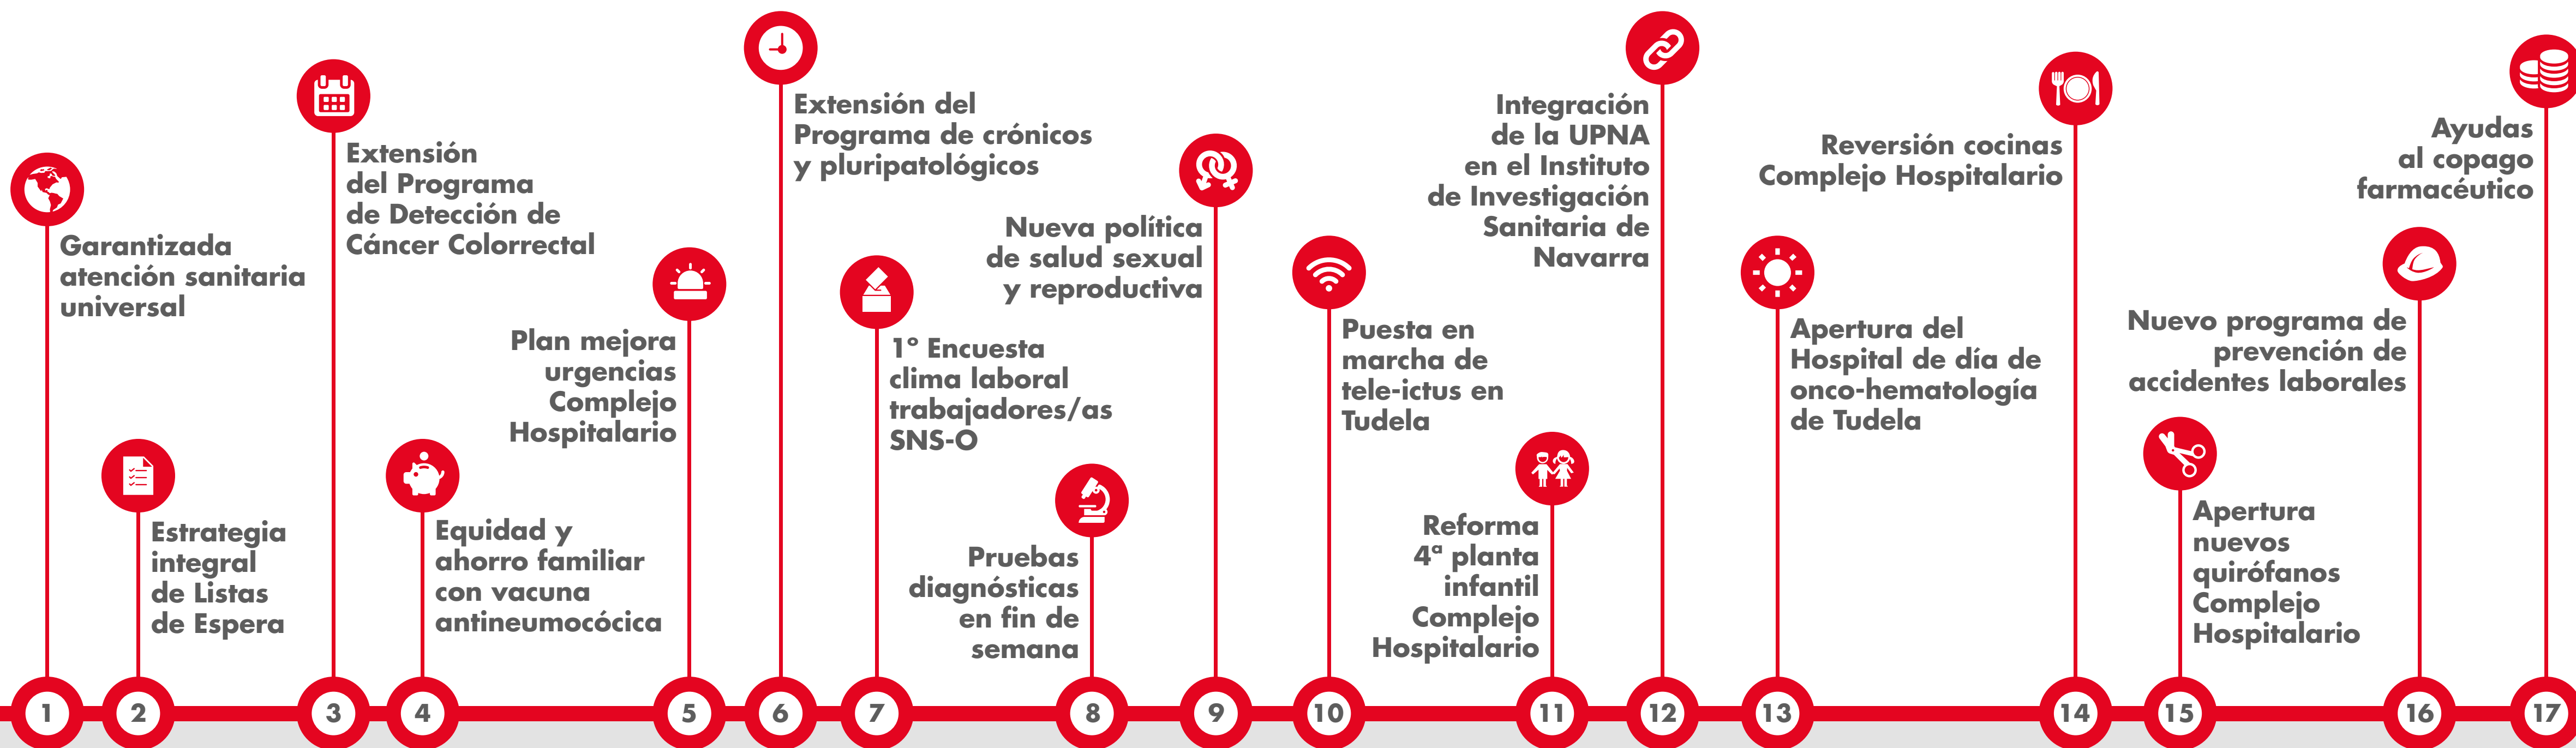 Garantizada
atención sanitaria
universal
Estrategia
integral
de Listas
de Espera
Extensión
del Programa
de Detección de
Cáncer Colorrectal
Equidad y
ahorro familiar
con vacuna
antineumocócica
Plan mejora
urgencias
Complejo
Hospitalario
Extensión del
Programa de crónicos
y pluripatológicos
1º Encuesta
clima laboral
trabajadores/as
SNS-O
Pruebas
diagnósticas
en fin de
semana
Nueva política
de salud sexual
y reproductiva
Puesta en
marcha de
tele-ictus en
Tudela
Reforma
4ª planta
infantil
Complejo
Hospitalario
Integración
de la UPNA
en el Instituto
de Investigación
Sanitaria de
Navarra
Apertura del
Hospital de día de
onco-hematología
de Tudela
Reversión cocinas
Complejo Hospitalario
Apertura
nuevos
quirófanos
Complejo
Hospitalario
Nuevo programa de
prevención de
accidentes laborales
Ayudas
al copago
farmacéutico
1 2 3 4 5 6 7 8 9 10 11 12 13 14 15 16 17